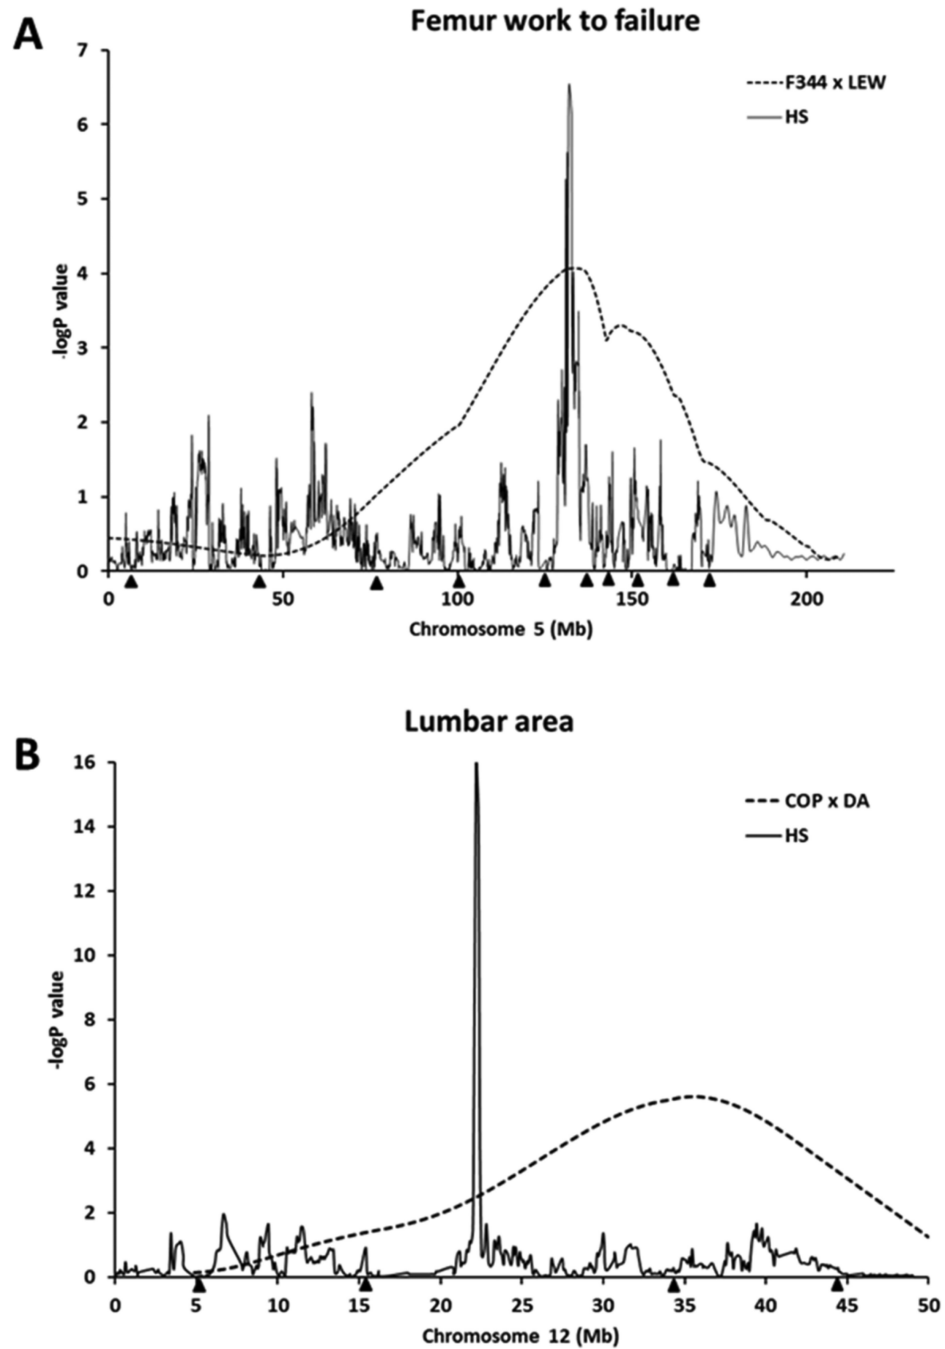 A
Femur work to failure
7
6
5
4
3
2
1
0
-logP value
F344 x LEW
HS
0 50 100 150 200
Chromosome 5 (Mb)
B
Lumbar area
16
14
12
10
8
6
4
2
0
-logP value
COP x DA
HS
0 5 10 15 20 25 30 35 40 45 50
Chromosome 12 (Mb)